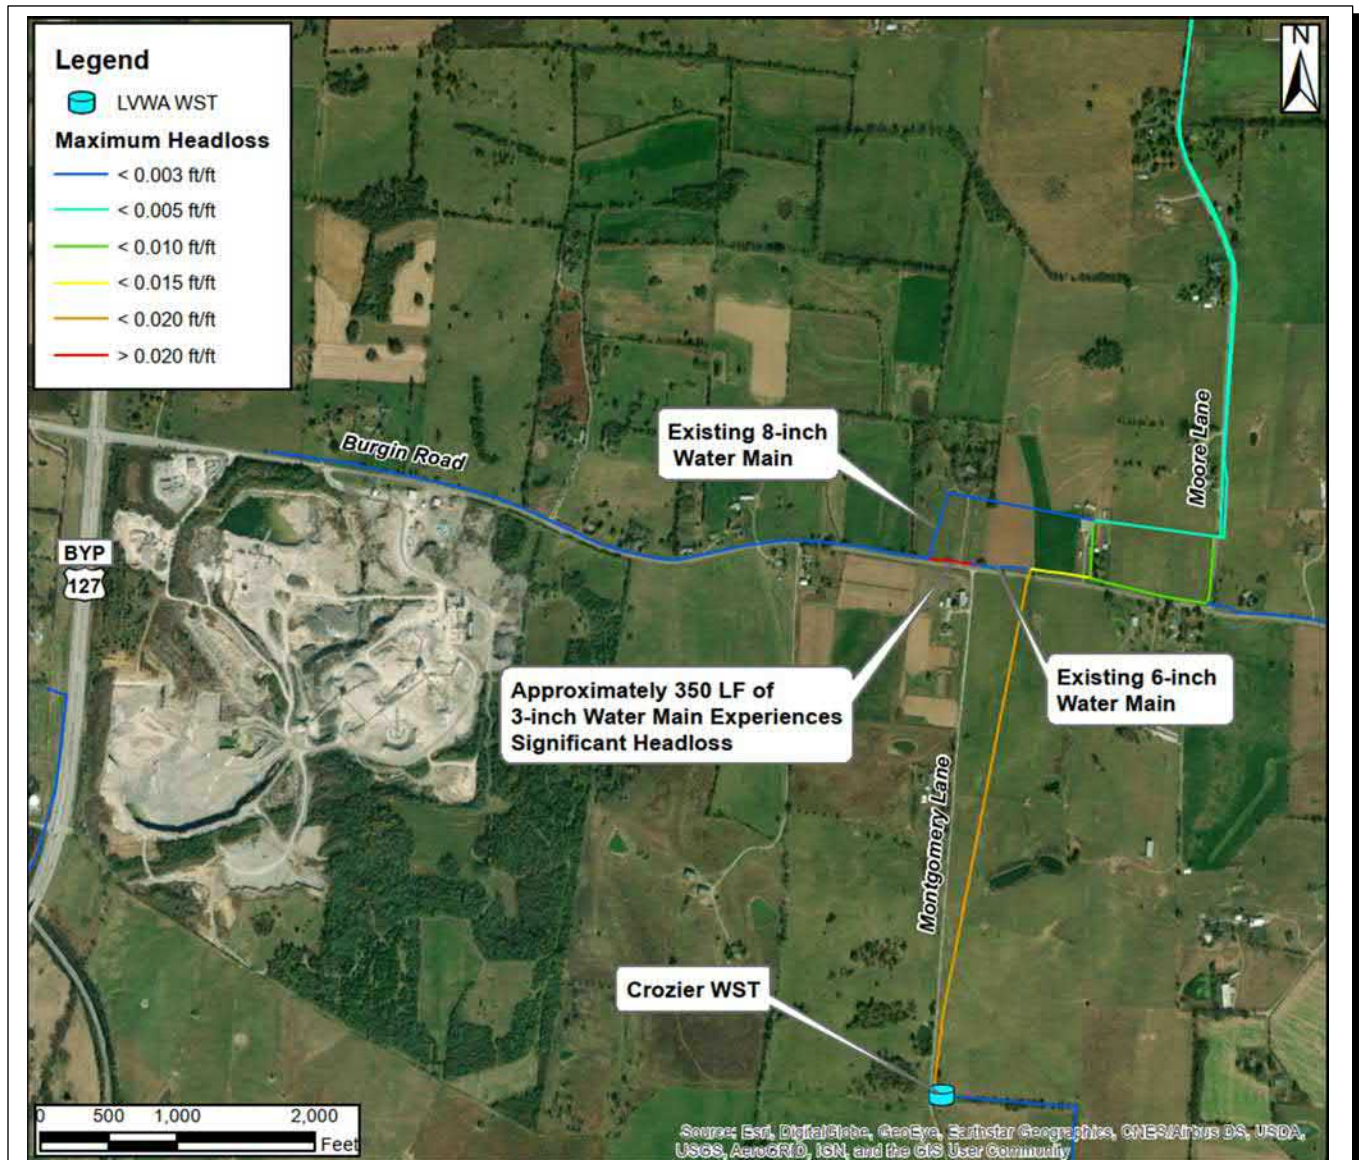 Legend
LVWA WST
Maximum Headloss
< 0.003 ft/ft
< 0.005 ft/ft
< 0.010 ft/ft
< 0.015 ft/ft
< 0.020 ft/ft
> 0.020 ft/ft
N
Burgin Road
Existing 8-inch
Water Main
Moore Lane
BYP
127
Approximately 350 LF of
3-inch Water Main Experiences
Significant Headloss
Existing 6-inch
Water Main
Montgomery Lane
Crozier WST
0 500 1,000 2,000
Feet
Source: Esri, DigitalGlobe, GeoEye, Earthstar Geographics, CNES/Airbus DS, USDA,
USGS, AeroGRID, IGN, and the GIS User Community